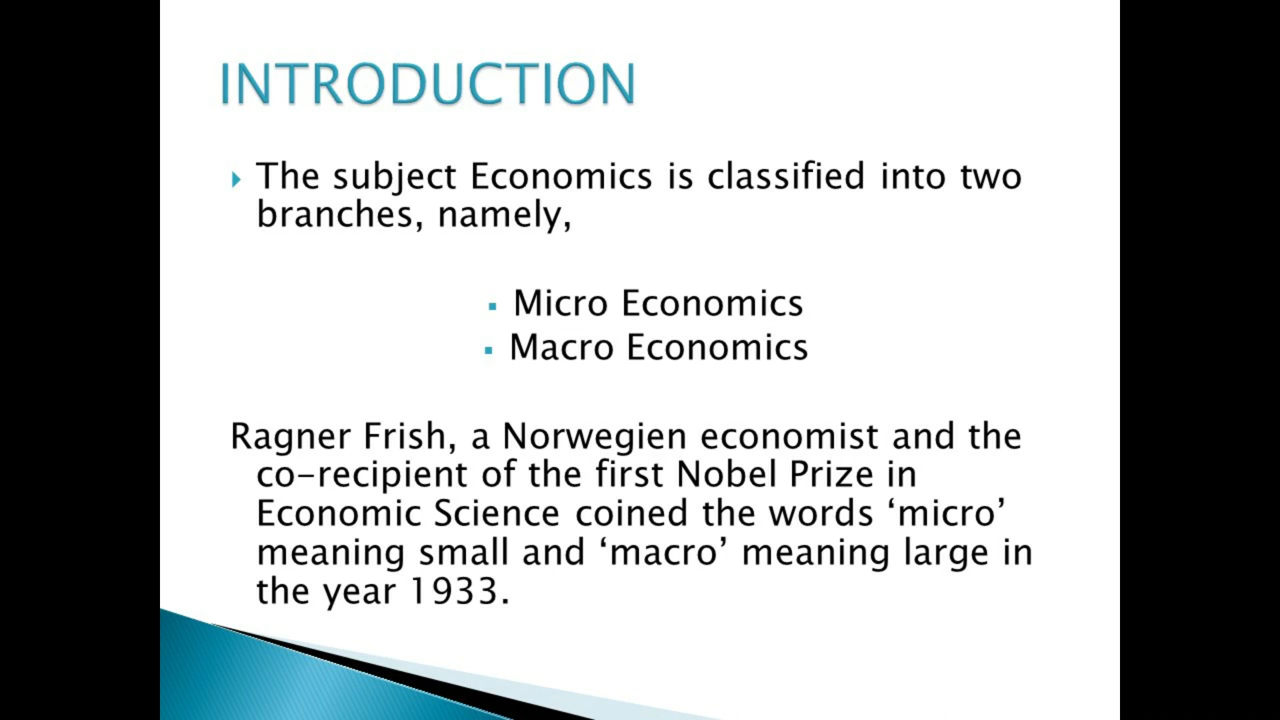 INTRODUCTION
The subject Economics is classified into two
branches, namely,
Micro Economics
Macro Economics
Ragner Frish, a Norwegien economist and the
co-recipient of the first Nobel Prize in
Economic Science coined the words ‘micro’
meaning small and ‘macro’ meaning large in
the year 1933.